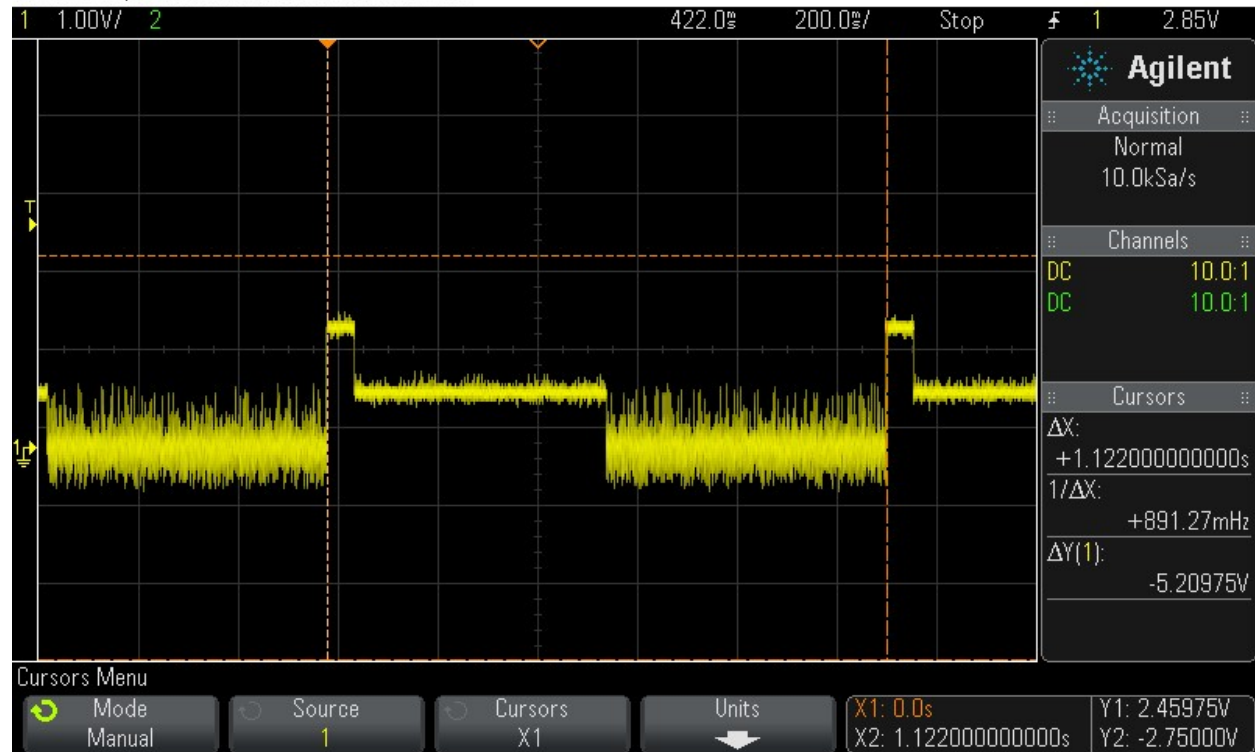 1 1.00V/ 2 422.0ms 200.0ms/ Stop 1 2.85V
Agilent
Acquisition
Normal
10.0kSa/s
T
Channels
DC 10.0:1
DC 10.0:1
Cursors
1
ΔX:
+1.122000000000s
1/ΔX:
+891.27mHz
ΔY(1):
-5.20975V
Cursors Menu
Mode
Manual
Source
1
Cursors
X1
Units
X1: 0.0s
X2: 1.122000000000s
Y1: 2.45975V
Y2: -2.75000V